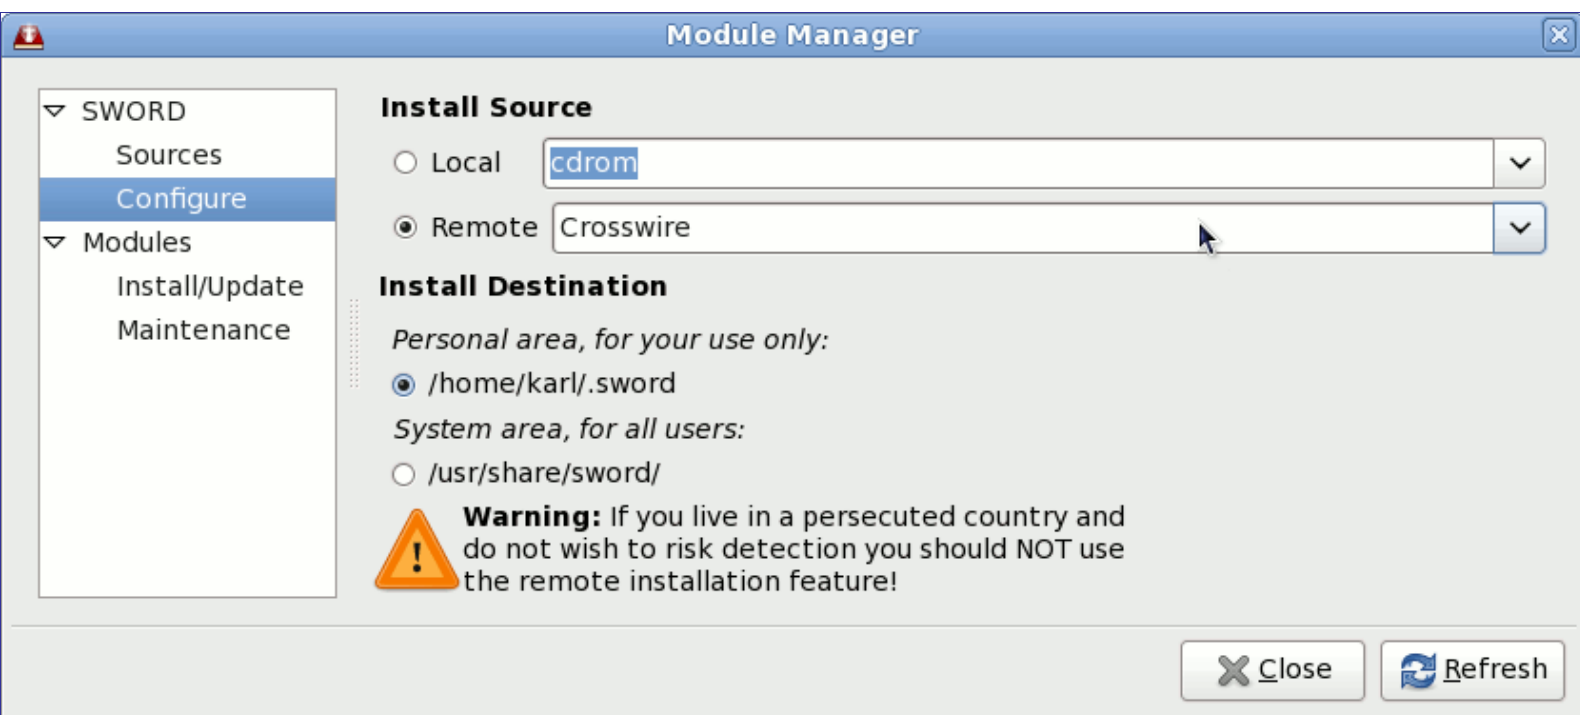 Module Manager
SWORD
Sources
Configure
Modules
Install/Update
Maintenance
Install Source
Local cdrom
Remote Crosswire
Install Destination
Personal area, for your use only:
/home/karl/.sword
System area, for all users:
/usr/share/sword/
Warning: If you live in a persecuted country and
do not wish to risk detection you should NOT use
the remote installation feature!
Close Refresh